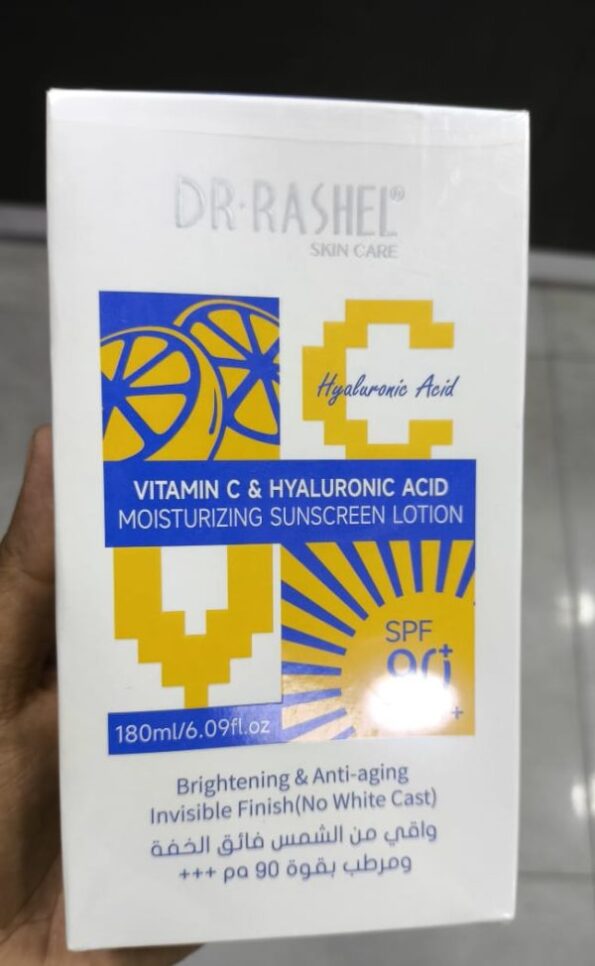 DR·RASHEL®
SKIN CARE
Hyaluronic Acid
VITAMIN C & HYALURONIC ACID
MOISTURIZING SUNSCREEN LOTION
SPF
90+
+
180ml/6.09fl.oz
Brightening & Anti-aging
Invisible Finish(No White Cast)
واقي من الشمس فائق الخفة
ومرطب بقوة 90 pa +++